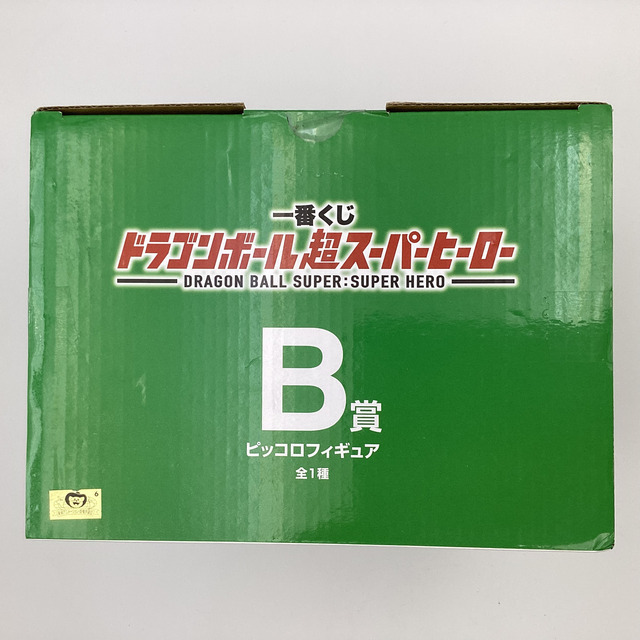 一番くじ
ドラゴンボール超スーパーヒーロー
DRAGON BALL SUPER:SUPER HERO
B賞
ピッコロフィギュア
全1種
6